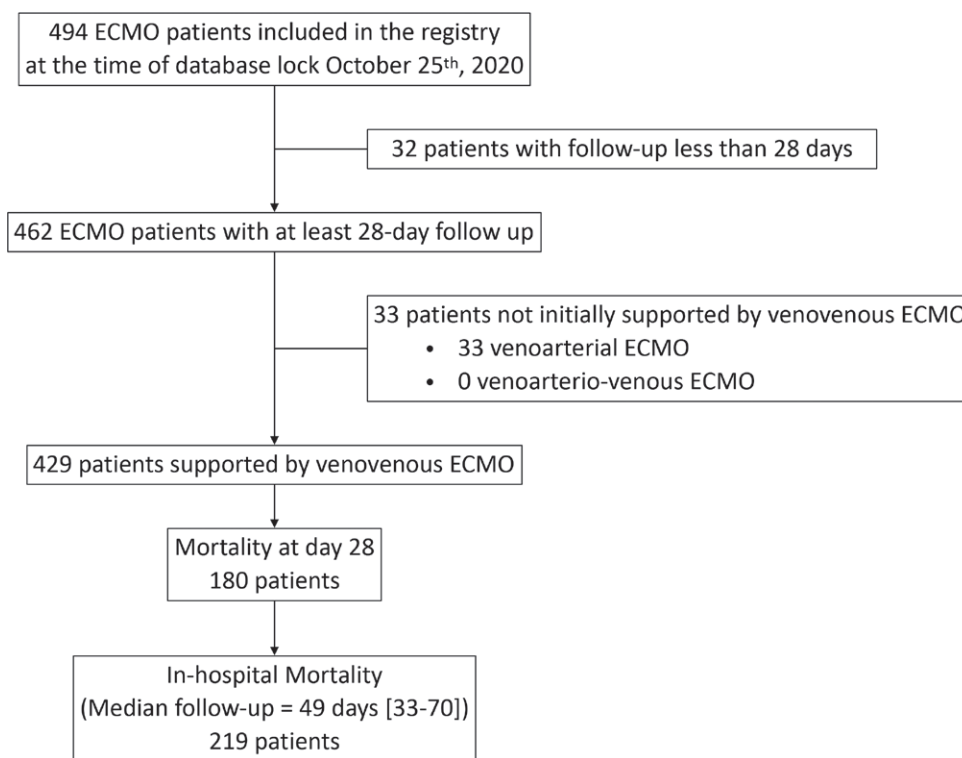 494 ECMO patients included in the registry
at the time of database lock October 25th, 2020
32 patients with follow-up less than 28 days
462 ECMO patients with at least 28-day follow up
33 patients not initially supported by venovenous ECMO
• 33 venoarterial ECMO
• 0 venoarterio-venous ECMO
429 patients supported by venovenous ECMO
Mortality at day 28
180 patients
In-hospital Mortality
(Median follow-up = 49 days [33-70])
219 patients